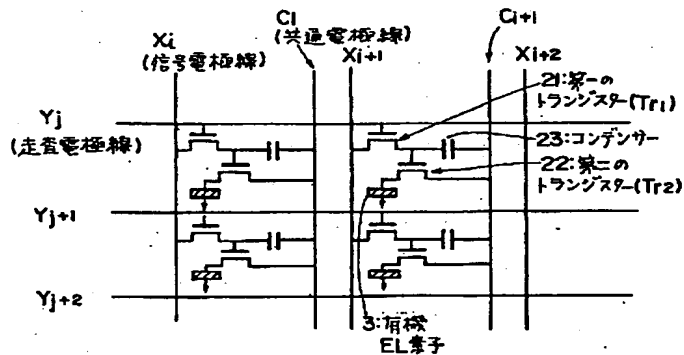 Ci
(共通電極線)
Ci+1
Xi
(信号電極線)
Xi+1
Xi+2
21:第一の
トランジスター(Tr1)
Yj
(走査電極線)
23:コンデンサー
22:第二の
トランジスター(Tr2)
Yj+1
Yj+2
3:有機
EL素子